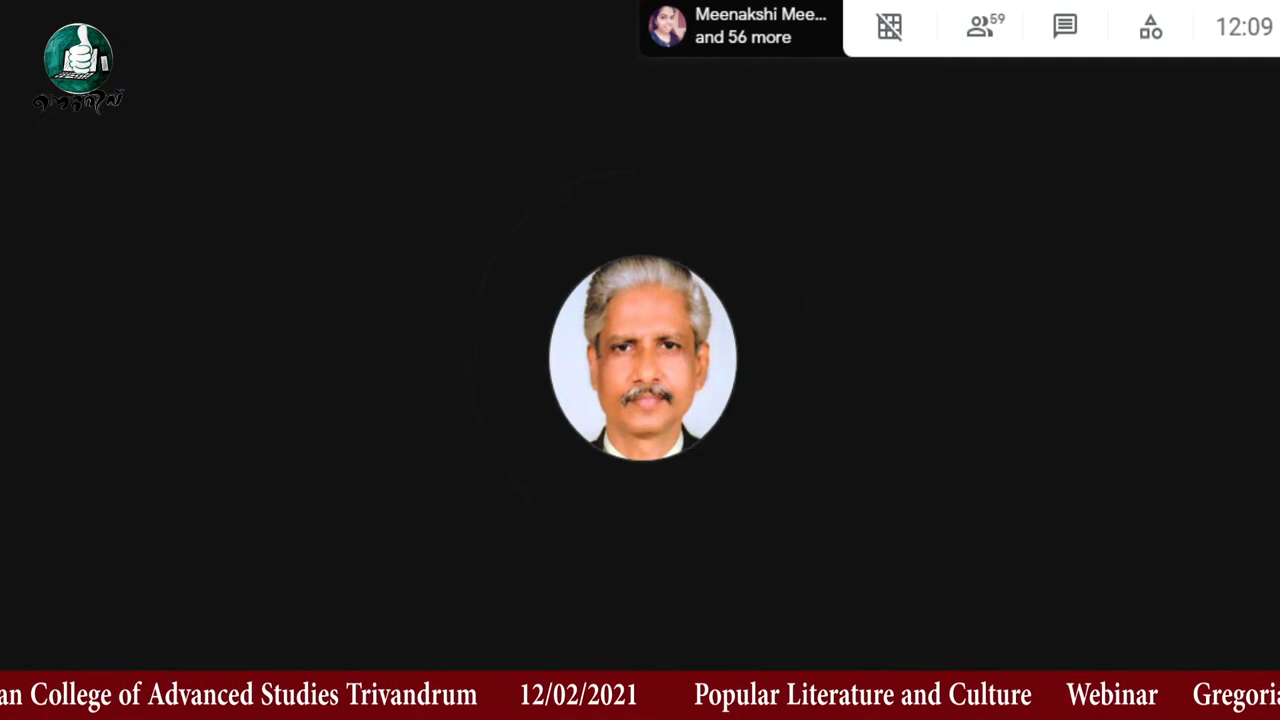 Meenakshi Mee...
and 56 more
59
12:09
an College of Advanced Studies Trivandrum 12/02/2021 Popular Literature and Culture Webinar Gregoria